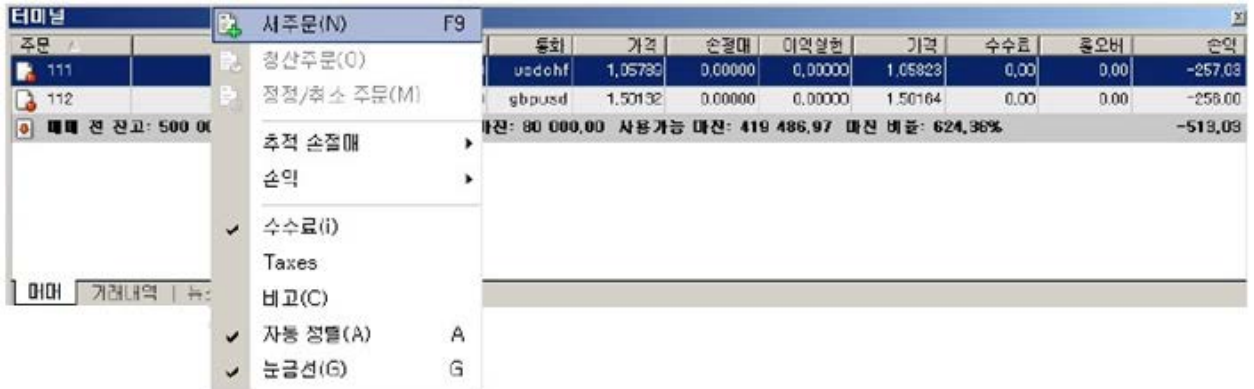 터미널
주문 통화 가격 손절매 이익실현 가격 수수료 롤오버 손익
111 usdchf 1,05780 0,00000 0,00000 1,05823 0,00 0,00 -257,03
112 gbpusd 1.50132 0.00000 0.00000 1.50164 0.00 0.00 -256.00
매매 전 잔고: 500 00 마진: 80 000,00 사용가능 마진: 419 486,97 마진 비율: 624,36% -513,03
새주문(N) F9
청산주문(O)
정정/취소 주문(M)
추적 손절매
손익
수수료(i)
Taxes
비고(C)
자동 정렬(A) A
눈금선(G) G
매매 거래내역